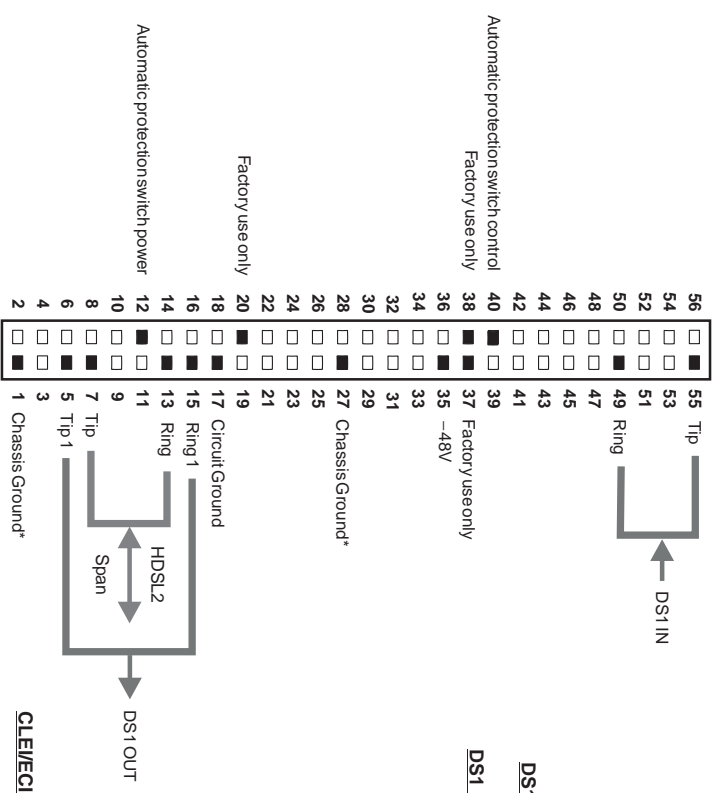 56 55 Tip
54 53
52 51 DS1 IN
50 49 Ring
48 47
46 45
44 43
42 41
Automatic protection switch control 40 39
Factory use only 38 37 Factory use only DS1
36 35 –48V
34 33
32 31
30 29
28 27 Chassis Ground*
26 25
24 23
22 21
Factory use only 20 19
18 17 Circuit Ground
16 15 Ring 1
14 13 Ring
HDSL2
Automatic protection switch power 12 11
10 9 DS1 OUT
Span
8 7 Tip
6 5 Tip 1
4 3
2 1 Chassis Ground* CLEI/ECI